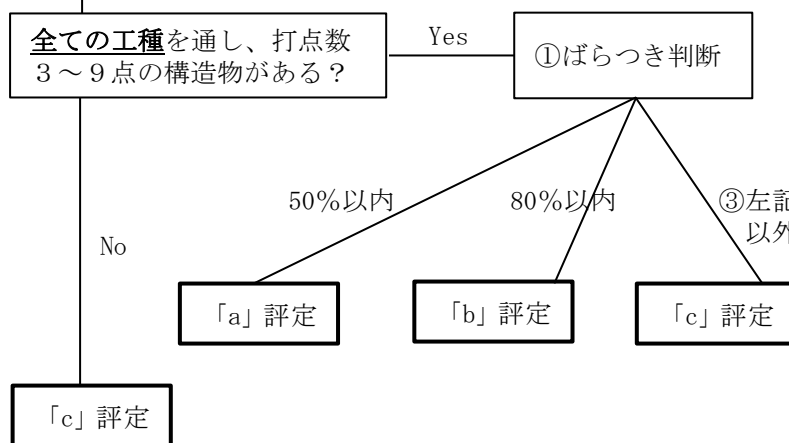 全ての工種を通し、打点数
３～９点の構造物がある？
Yes
①ばらつき判断
50％以内
80％以内
③左記
以外
No
「a」評定
「b」評定
「c」評定
「c」評定